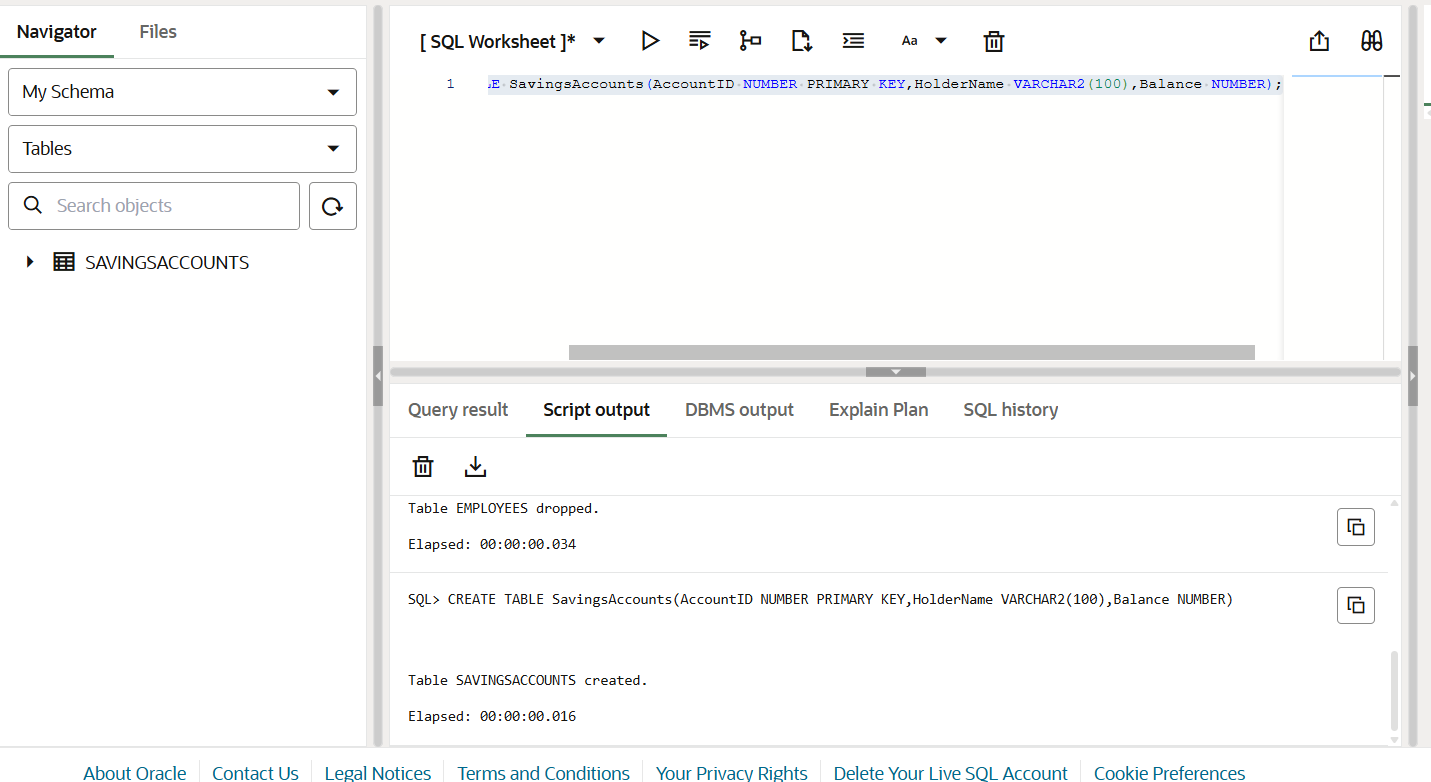 Navigator Files
My Schema
Tables
Search objects
SAVINGSACCOUNTS
[ SQL Worksheet ]* Aa
1 E SavingsAccounts(AccountID NUMBER PRIMARY KEY,HolderName VARCHAR2(100),Balance NUMBER);
Query result Script output DBMS output Explain Plan SQL history
Table EMPLOYEES dropped.
Elapsed: 00:00:00.034
SQL> CREATE TABLE SavingsAccounts(AccountID NUMBER PRIMARY KEY,HolderName VARCHAR2(100),Balance NUMBER)
Table SAVINGSACCOUNTS created.
Elapsed: 00:00:00.016
About Oracle Contact Us Legal Notices Terms and Conditions Your Privacy Rights Delete Your Live SQL Account Cookie Preferences